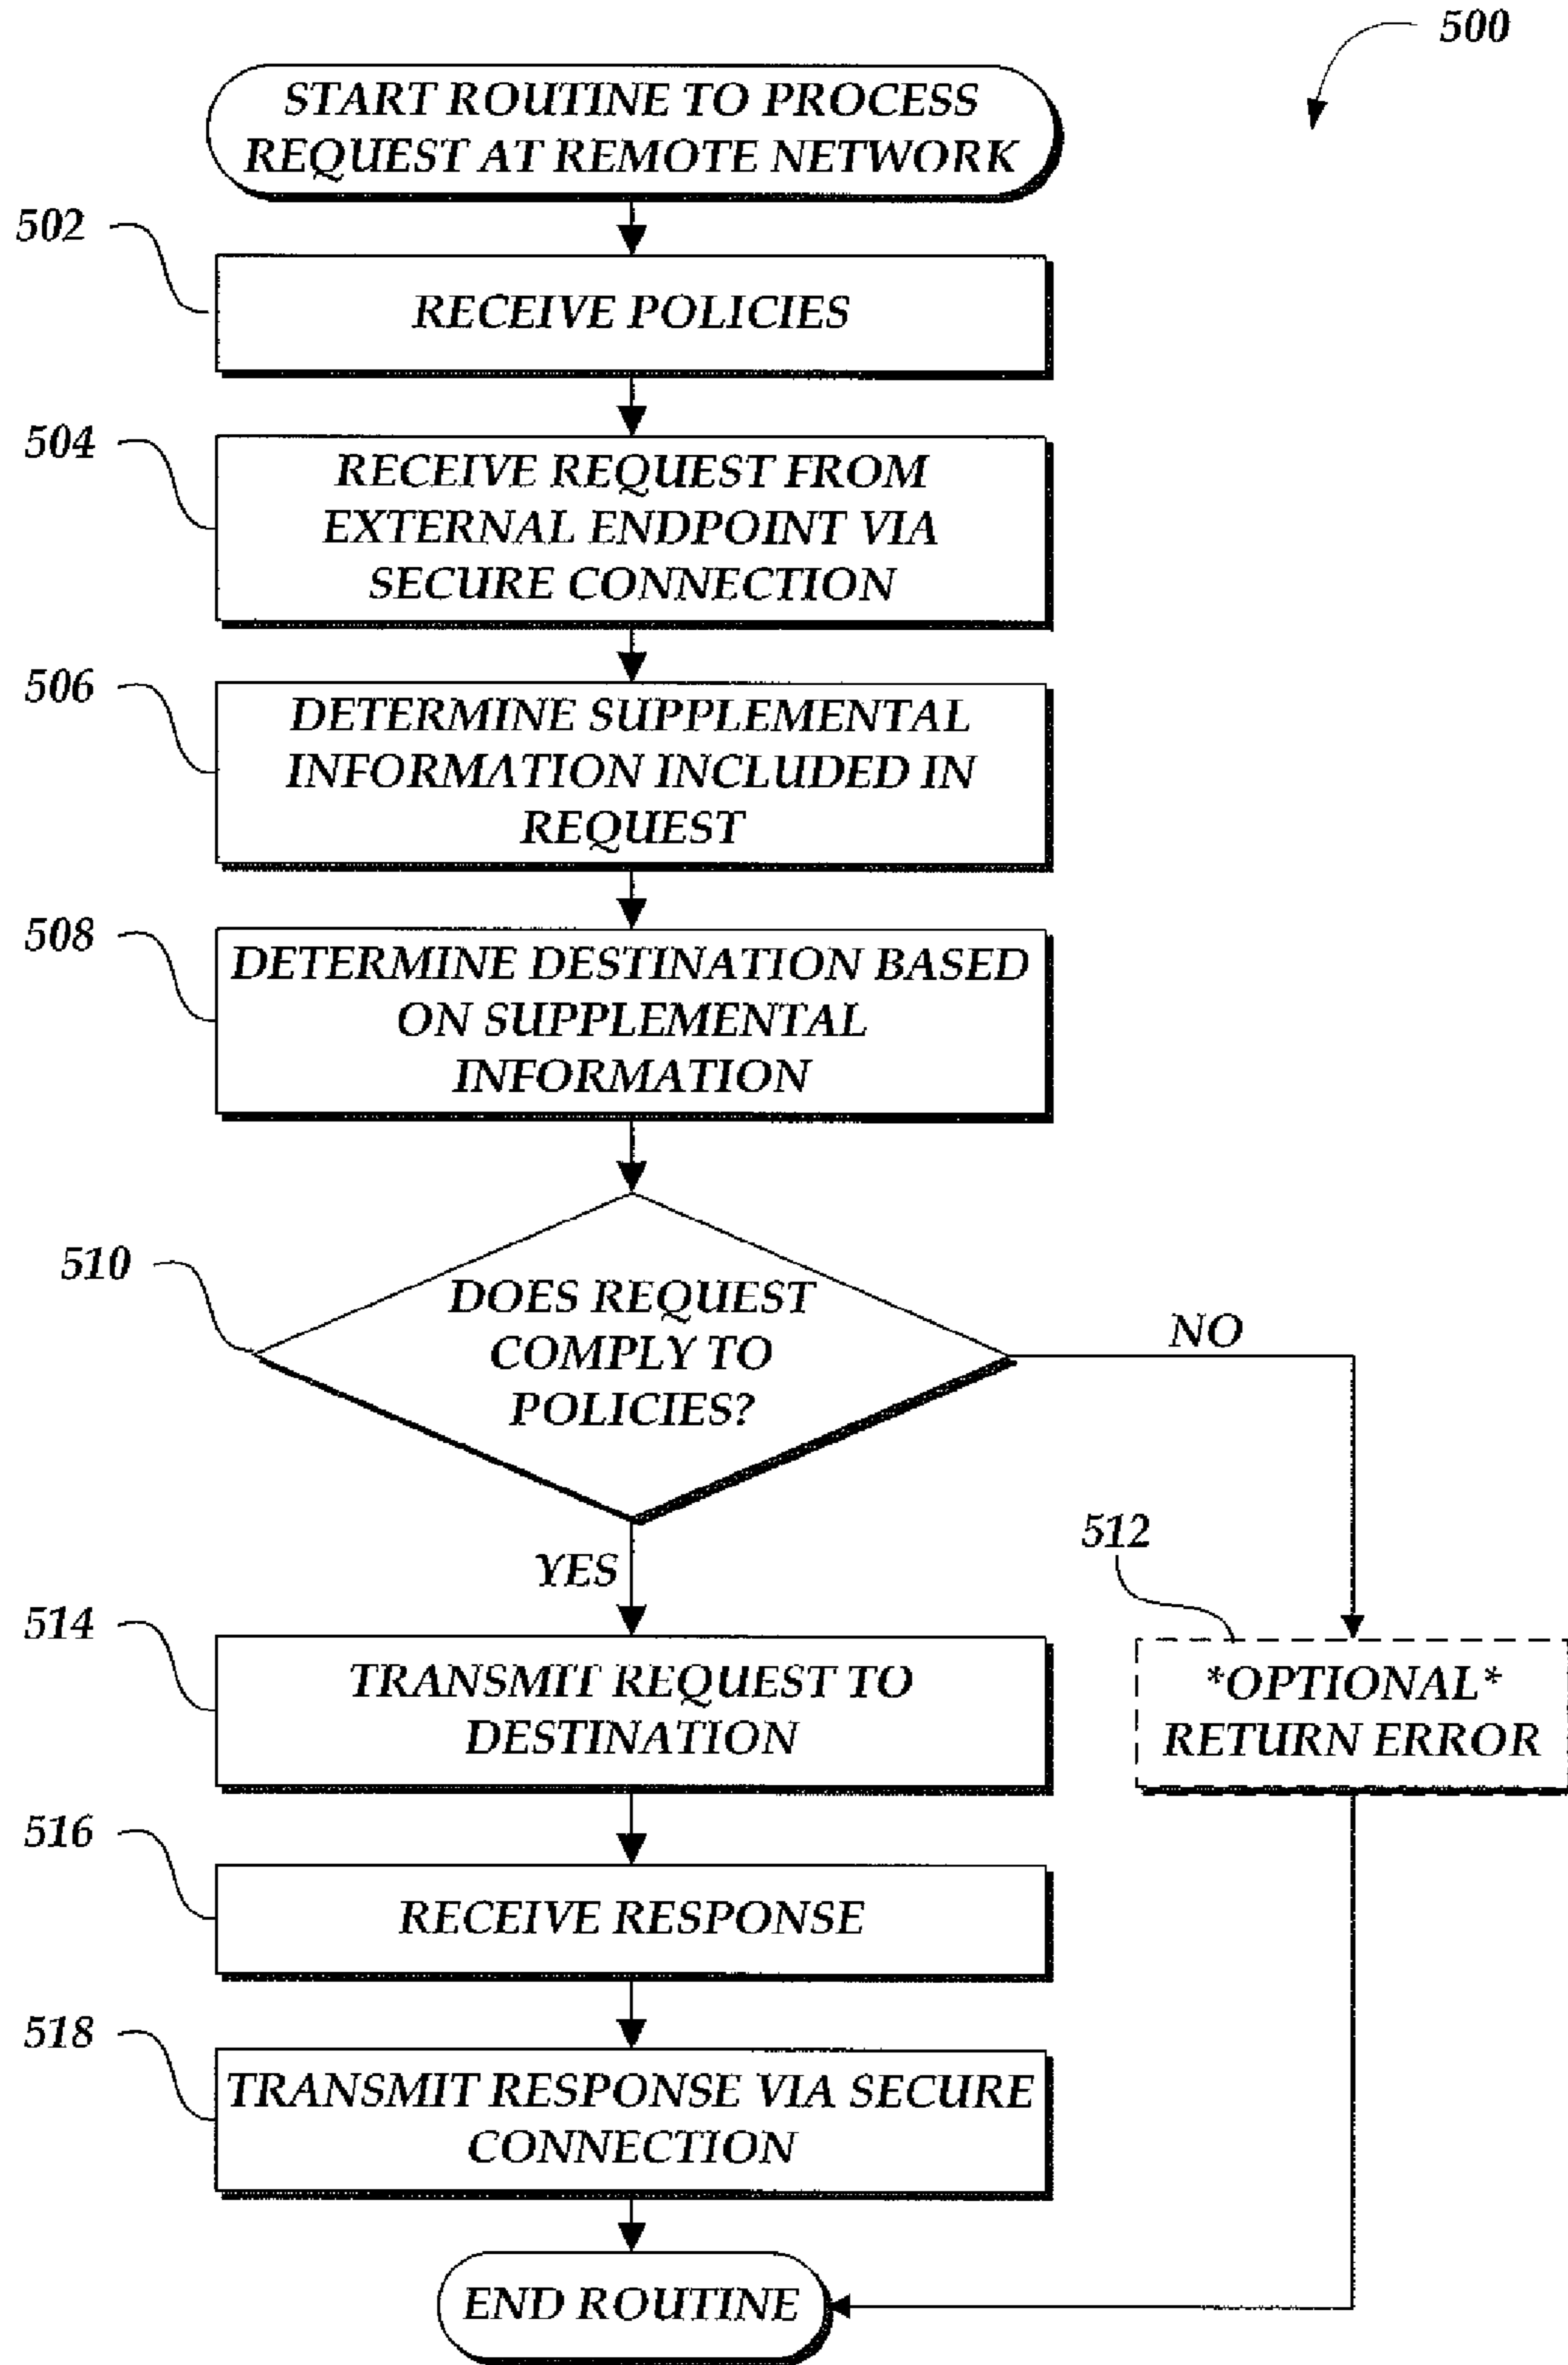 500
START ROUTINE TO PROCESS
REQUEST AT REMOTE NETWORK
502
RECEIVE POLICIES
504
RECEIVE REQUEST FROM
EXTERNAL ENDPOINT VIA
SECURE CONNECTION
506
DETERMINE SUPPLEMENTAL
INFORMATION INCLUDED IN
REQUEST
508
DETERMINE DESTINATION BASED
ON SUPPLEMENTAL
INFORMATION
510
DOES REQUEST
COMPLY TO
POLICIES?
NO
YES
512
*OPTIONAL*
RETURN ERROR
514
TRANSMIT REQUEST TO
DESTINATION
516
RECEIVE RESPONSE
518
TRANSMIT RESPONSE VIA SECURE
CONNECTION
END ROUTINE